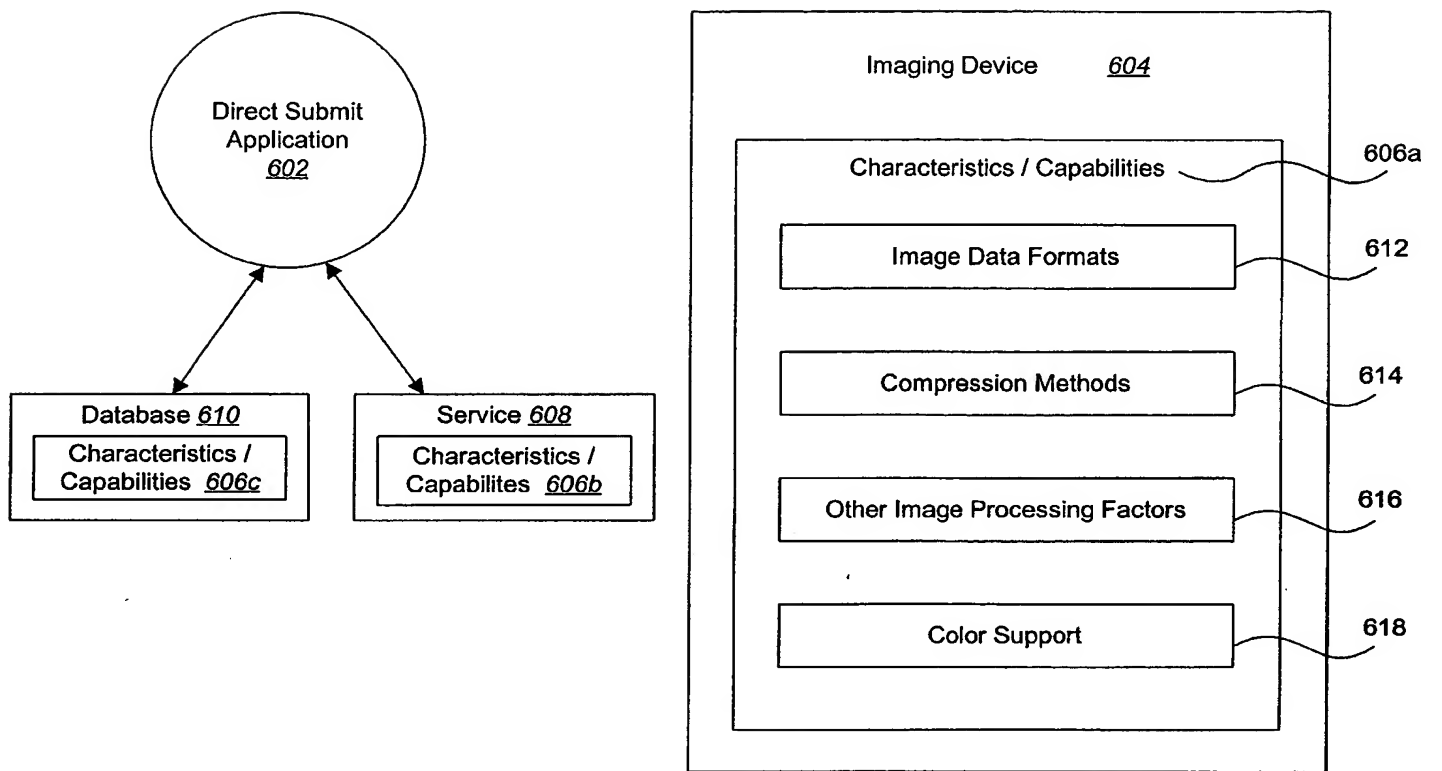 Direct Submit
Application
602
Database 610
Characteristics /
Capabilities 606c
Service 608
Characteristics /
Capabilites 606b
Imaging Device 604
Characteristics / Capabilities
606a
Image Data Formats
612
Compression Methods
614
Other Image Processing Factors
616
Color Support
618